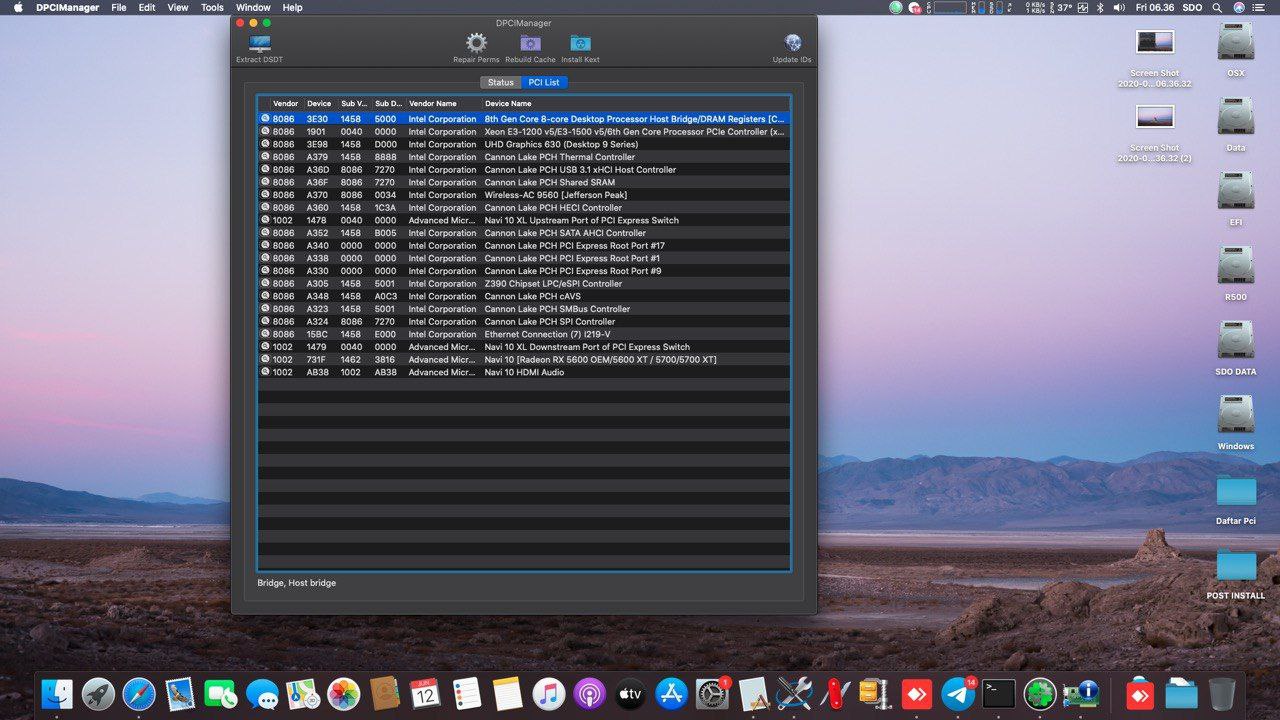 DPCIManager File Edit View Tools Window Help
0 KB/s
1 KB/s
37° Fri 06.36 SDO
DPCIManager
Extract DSDT Repair Perms Rebuild Cache Install Kext Update IDs
Status PCI List
Vendor Device Sub V... Sub D... Vendor Name Device Name
8086 3E30 1458 5000 Intel Corporation 8th Gen Core 8-core Desktop Processor Host Bridge/DRAM Registers [C...
8086 1901 0040 0000 Intel Corporation Xeon E3-1200 v5/E3-1500 v5/6th Gen Core Processor PCIe Controller (x...
8086 3E98 1458 D000 Intel Corporation UHD Graphics 630 (Desktop 9 Series)
8086 A379 1458 8888 Intel Corporation Cannon Lake PCH Thermal Controller
8086 A36D 8086 7270 Intel Corporation Cannon Lake PCH USB 3.1 xHCI Host Controller
8086 A36F 8086 7270 Intel Corporation Cannon Lake PCH Shared SRAM
8086 A370 8086 003A Intel Corporation Wireless-AC 9560 [Jefferson Peak]
8086 A360 1458 1C3A Intel Corporation Cannon Lake PCH HECI Controller
1002 1478 0040 0000 Advanced Micr... Navi 10 XL Upstream Port of PCI Express Switch
8086 A352 1458 B005 Intel Corporation Cannon Lake PCH SATA AHCI Controller
8086 A340 0000 0000 Intel Corporation Cannon Lake PCH PCI Express Root Port #17
8086 A338 0000 0000 Intel Corporation Cannon Lake PCH PCI Express Root Port #1
8086 A330 0000 0000 Intel Corporation Cannon Lake PCH PCI Express Root Port #9
8086 A305 1458 5001 Intel Corporation Z390 Chipset LPC/eSPI Controller
8086 A348 1458 A0C3 Intel Corporation Cannon Lake PCH cAVS
8086 A323 1458 5001 Intel Corporation Cannon Lake PCH SMBus Controller
8086 A324 8086 7270 Intel Corporation Cannon Lake PCH SPI Controller
8086 15BC 1458 E000 Intel Corporation Ethernet Connection (7) I219-V
1002 1479 0040 0000 Advanced Micr... Navi 10 XL Downstream Port of PCI Express Switch
1002 731F 1462 3816 Advanced Micr... Navi 10 [Radeon RX 5600 OEM/5600 XT / 5700/5700 XT]
1002 AB38 1002 AB38 Advanced Micr... Navi 10 HDMI Audio
Bridge, Host bridge
Screen Shot
2020-0...06.36.32
Screen Shot
2020-0...36.32 (2)
OSX
Data
EFI
R500
SDO DATA
Windows
Daftar Pci
POST INSTALL
JUN
12
tv
1
14